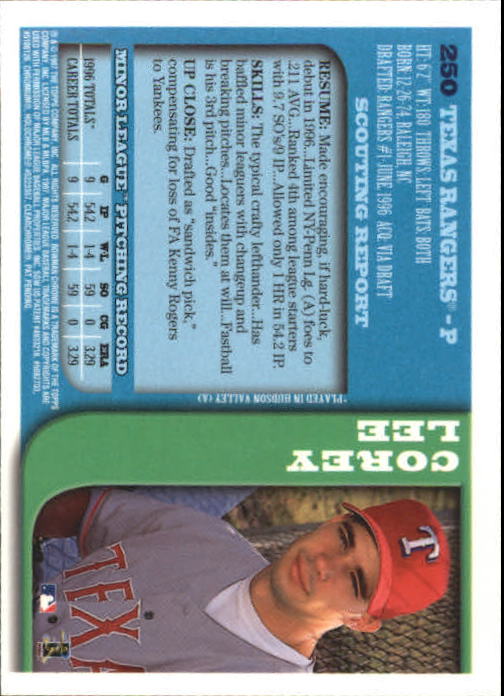 250 TEXAS RANGERS™ - P
HT: 6'2" WT: 180 THROWS: LEFT BATS: BOTH
BORN: 12-26-74, RALEIGH, NC
DRAFTED: RANGERS #1-JUNE, 1996 ACQ: VIA DRAFT
SCOUTING REPORT
RESUME: Made encouraging, if hard-luck,
debut in 1996...Limited NY-Penn Lg. (A) foes to
.211 AVG...Ranked 4th among league starters
with 9.7 SO's/9 IP...Allowed only 1 HR in 54.2 IP.
SKILLS: The typical crafty lefthander...Has
baffled minor leaguers with changeup and
breaking pitches...Locates them at will...Fastball
is his 3rd pitch...Good "insides."
UP CLOSE: Drafted as "sandwich pick,"
compensating for loss of FA Kenny Rogers
to Yankees.
MINOR LEAGUE™ PITCHING RECORD
G IP W-L SO CG ERA
1996 TOTALS* 9 54.2 1-4 59 0 3.29
CAREER TOTALS 9 54.2 1-4 59 0 3.29
*PLAYED IN HUDSON VALLEY (A)
COREY
LEE
T
TEXA